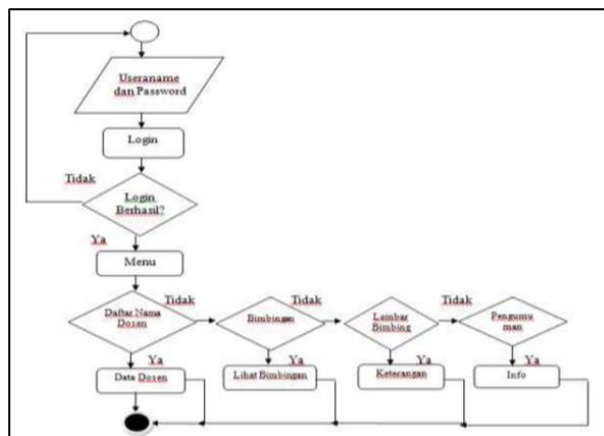 Useraname
dan Password
Login
Tidak
Login
Berhasil?
Ya
Menu
Tidak
Tidak
Tidak
Daftar Nama
Dosen
Bimbingan
Lembar
Bimbing
Pengumu
man
Ya
Ya
Ya
Ya
Data Dosen
Lihat Bimbingan
Keterangan
Info